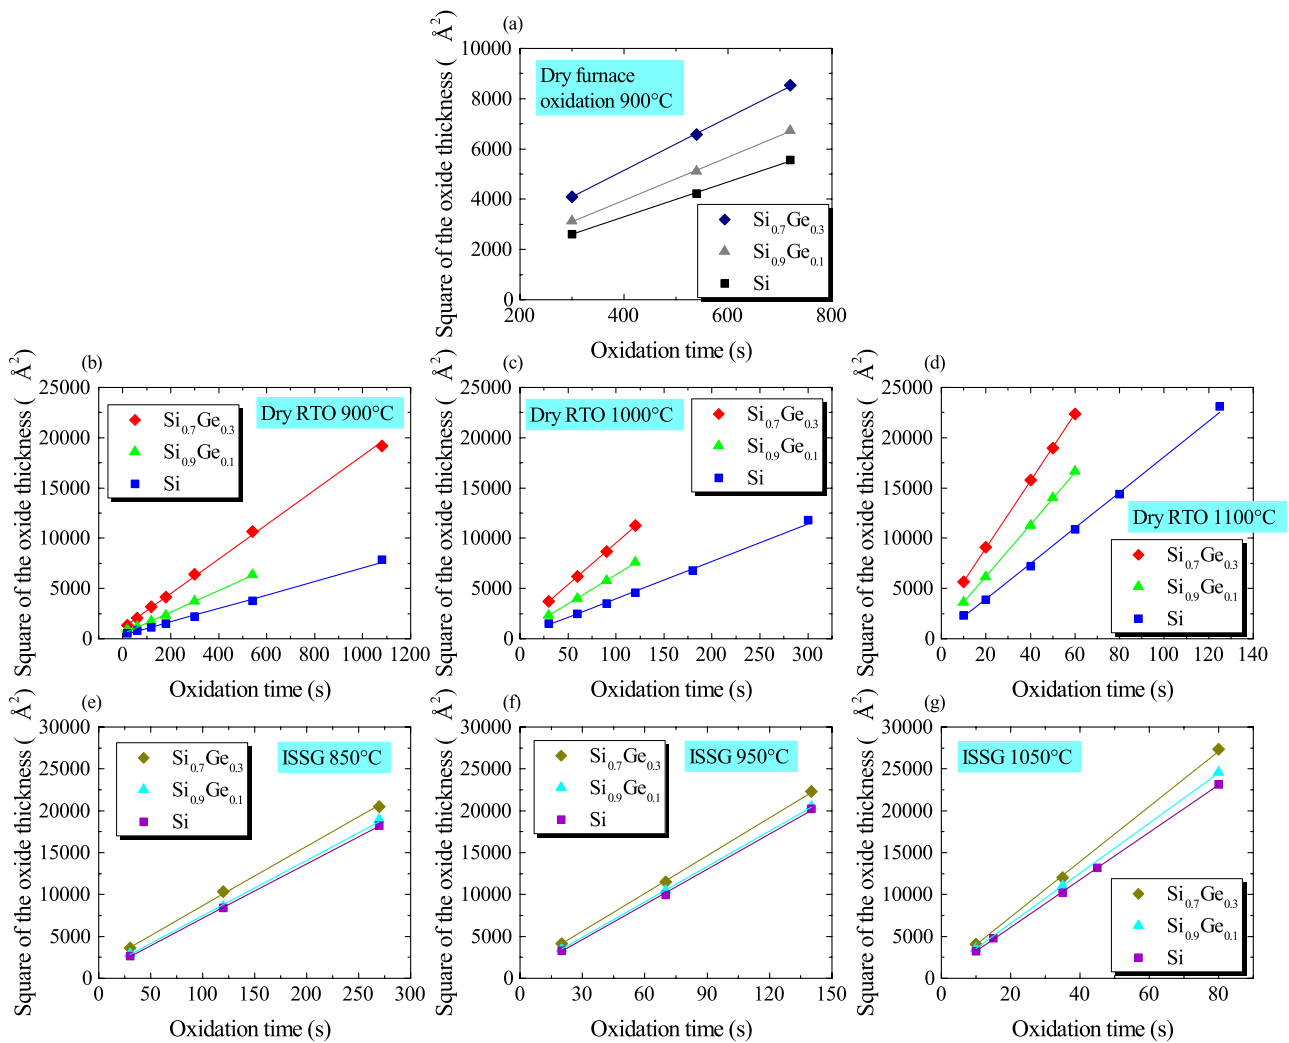 (a)
Square of the oxide thickness ( Å²)
10000
8000
6000
4000
2000
0
Dry furnace
oxidation 900°C
Si0.7Ge0.3
Si0.9Ge0.1
Si
200 400 600 800
Oxidation time (s)
(b)
Square of the oxide thickness ( Å²)
25000
20000
15000
10000
5000
0
Si0.7Ge0.3
Si0.9Ge0.1
Si
Dry RTO 900°C
0 200 400 600 800 1000 1200
Oxidation time (s)
(c)
Square of the oxide thickness ( Å²)
25000
20000
15000
10000
5000
0
Dry RTO 1000°C
Si0.7Ge0.3
Si0.9Ge0.1
Si
0 60 120 180 240 300
Oxidation time (s)
(d)
Square of the oxide thickness ( Å²)
25000
20000
15000
10000
5000
0
Dry RTO 1100°C
Si0.7Ge0.3
Si0.9Ge0.1
Si
0 20 40 60 80 100 120 140
Oxidation time (s)
(e)
Square of the oxide thickness ( Å²)
30000
25000
20000
15000
10000
5000
0
Si0.7Ge0.3
Si0.9Ge0.1
Si
ISSG 850°C
0 50 100 150 200 250 300
Oxidation time (s)
(f)
Square of the oxide thickness ( Å²)
30000
25000
20000
15000
10000
5000
0
Si0.7Ge0.3
Si0.9Ge0.1
Si
ISSG 950°C
0 30 60 90 120 150
Oxidation time (s)
(g)
Square of the oxide thickness ( Å²)
30000
25000
20000
15000
10000
5000
0
ISSG 1050°C
Si0.7Ge0.3
Si0.9Ge0.1
Si
0 20 40 60 80
Oxidation time (s)